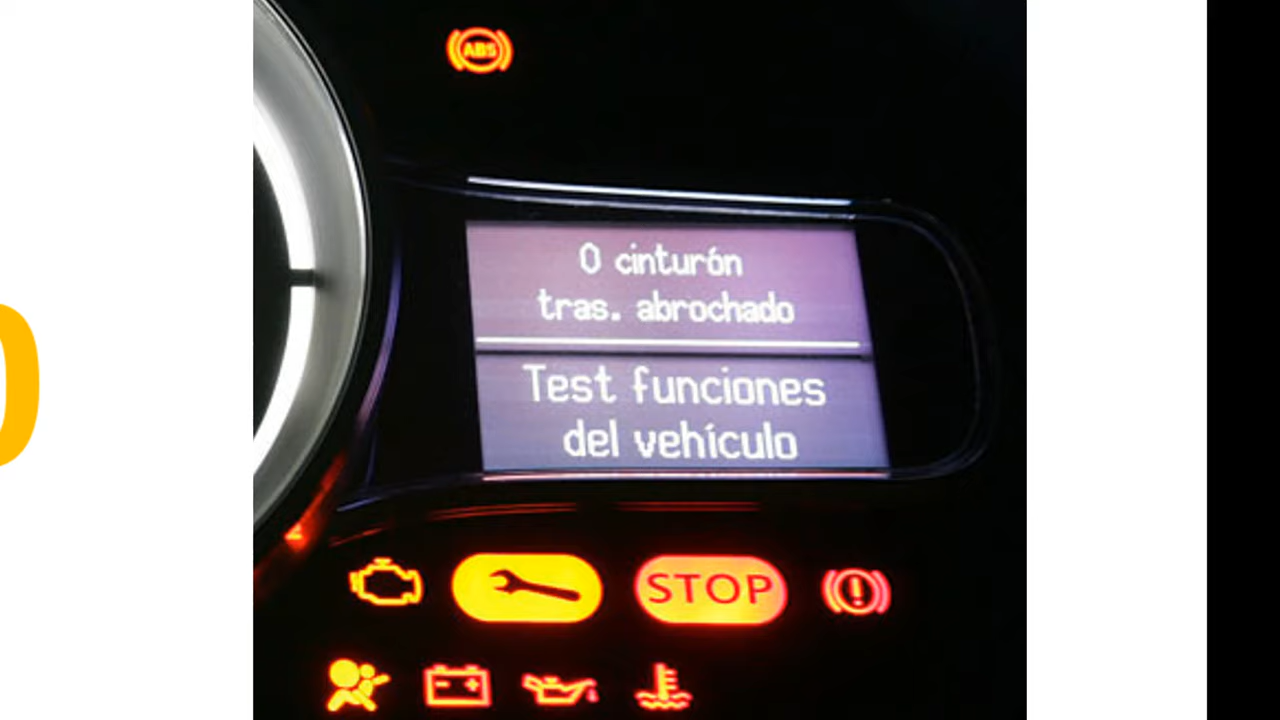 ABS
0 cinturón
tras. abrochado
Test funciones
del vehículo
STOP